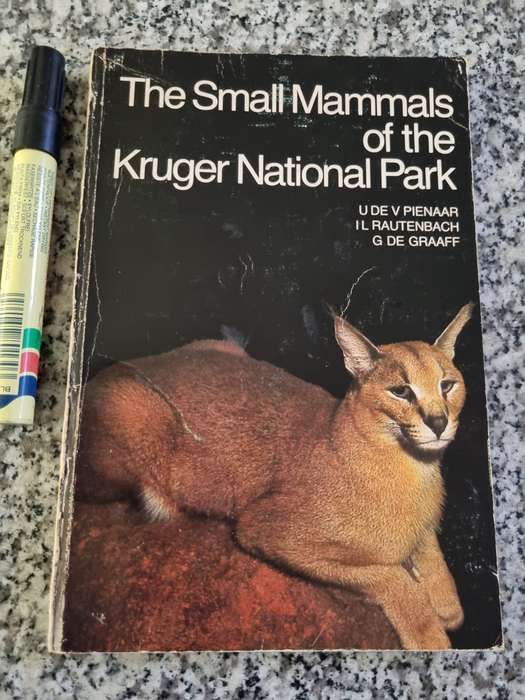 The Small Mammals
of the
Kruger National Park
U DE V PIENAAR
I L RAUTENBACH
G DE GRAAFF